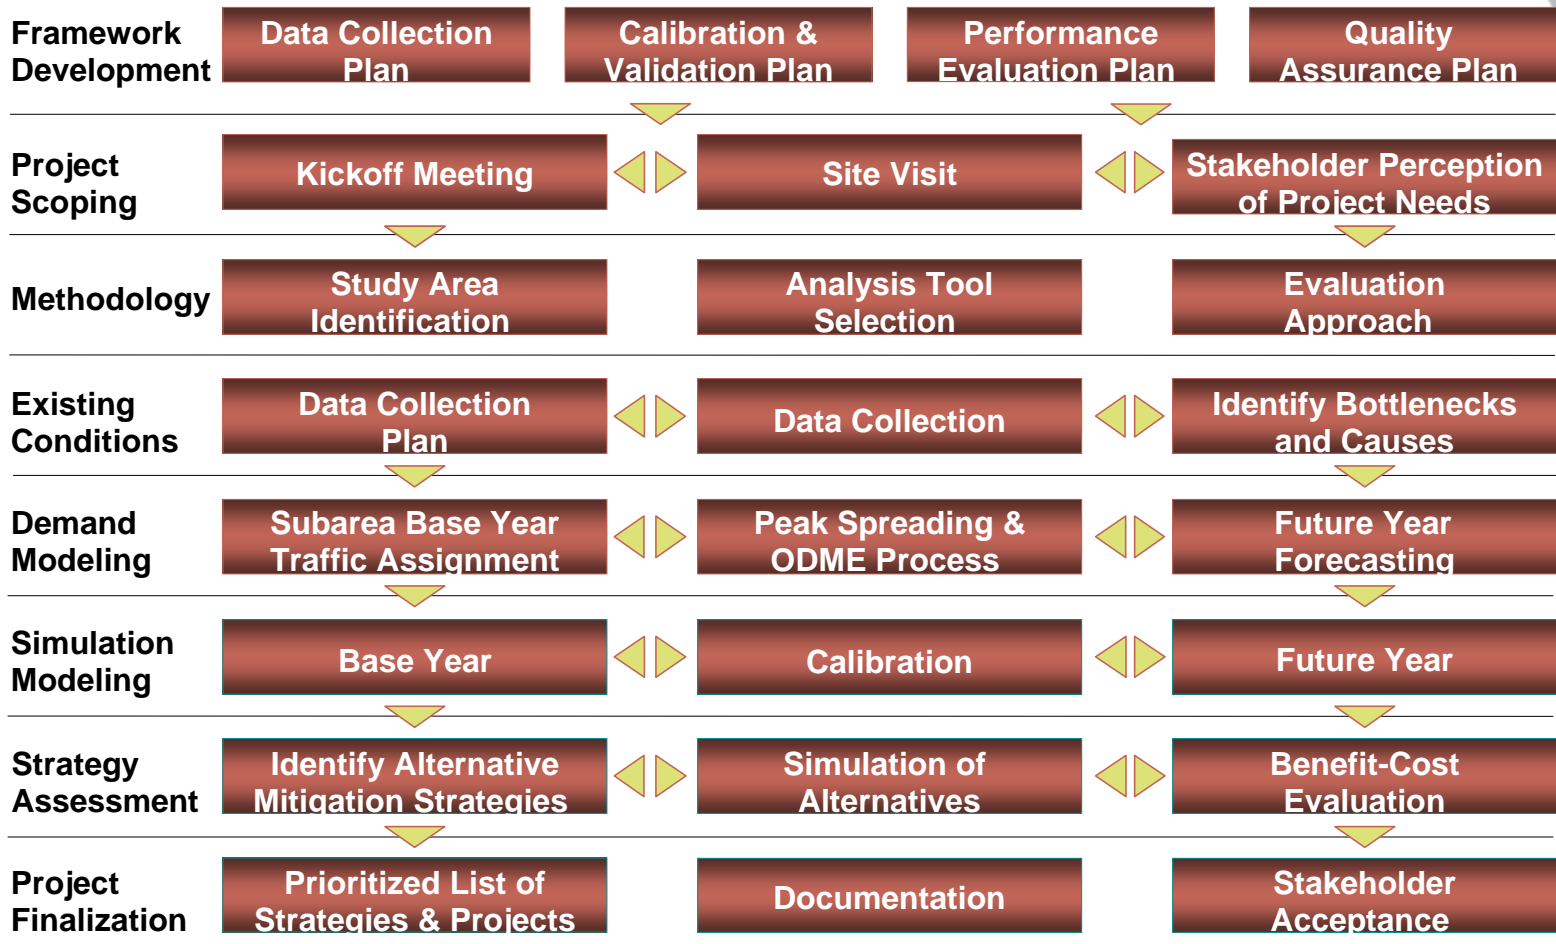 Framework
Development
Data Collection
Plan
Calibration &
Validation Plan
Performance
Evaluation Plan
Quality
Assurance Plan
Project
Scoping
Kickoff Meeting
Site Visit
Stakeholder Perception
of Project Needs
Methodology
Study Area
Identification
Analysis Tool
Selection
Evaluation
Approach
Existing
Conditions
Data Collection
Plan
Data Collection
Identify Bottlenecks
and Causes
Demand
Modeling
Subarea Base Year
Traffic Assignment
Peak Spreading &
ODME Process
Future Year
Forecasting
Simulation
Modeling
Base Year
Calibration
Future Year
Strategy
Assessment
Identify Alternative
Mitigation Strategies
Simulation of
Alternatives
Benefit-Cost
Evaluation
Project
Finalization
Prioritized List of
Strategies & Projects
Documentation
Stakeholder
Acceptance